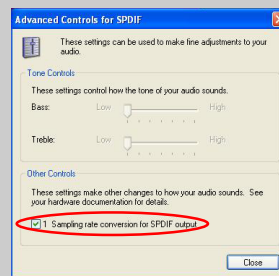 Advanced Controls for SPDIF
These settings can be used to make fine adjustments to your
audio.
Tone Controls
These settings control how the tone of your audio sounds.
Bass:
Low
High
Treble:
Low
High
Other Controls
These settings make other changes to how your audio sounds. See
your hardware documentation for details.
1 Sampling rate conversion for SPDIF output
Close